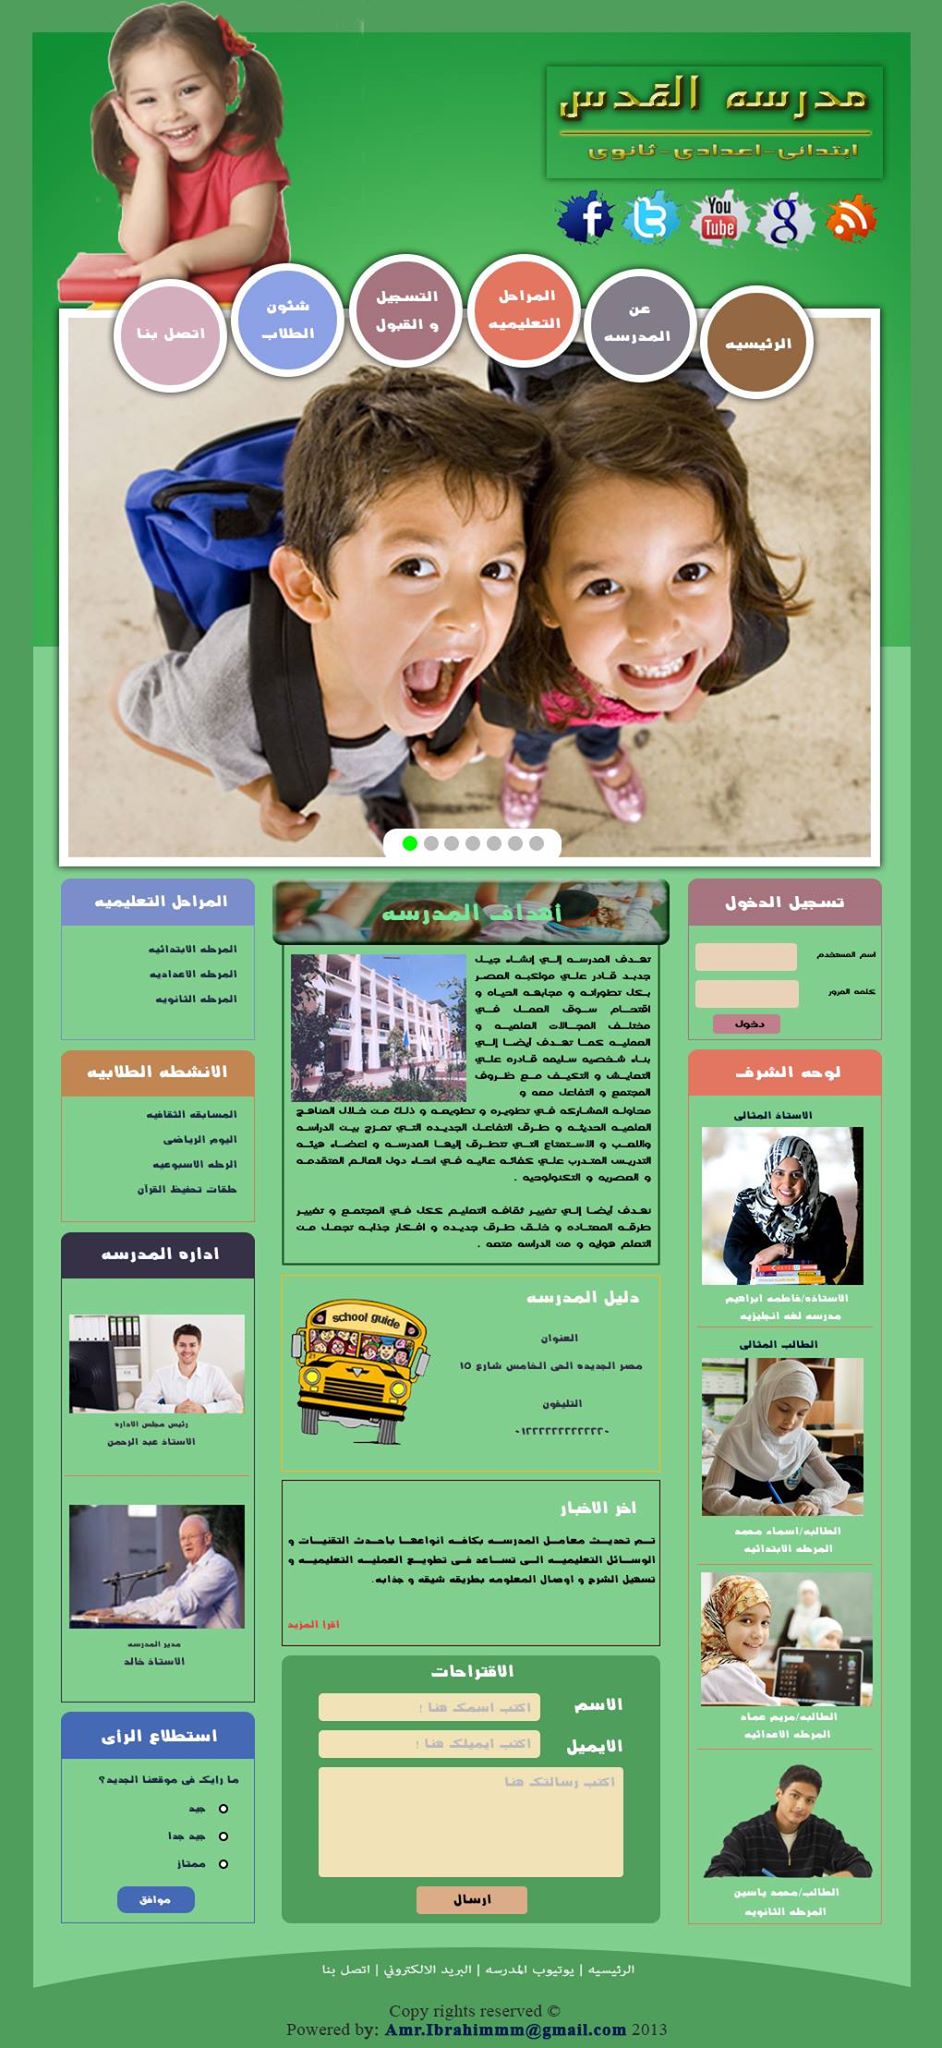 مدرسه القدس
ابتدائى-اعدادى-ثانوى
f
t
You
Tube
g
الرئيسيه
عن
المدرسه
المراحل
التعليميه
التسجيل
و القبول
شئون
الطلاب
اتصل بنا
تسجيل الدخول
اسم المستخدم
كلمه المرور
دخول
لوحه الشرف
الاستاذ المثالى
الاستاذه/فاطمه ابراهيم
مدرسه لغه انجليزيه
الطالب المثالى
الطالبه/اسماء محمد
المرحله الابتدائيه
الطالبه/مريم عماد
المرحله الاعدائيه
الطالب/محمد ياسين
المرحله الثانويه
أهداف المدرسه
تهدف المدرسه إلي إنشاء جيل
جديد قادر علي مواكبه العصر
بكل تطوراته و مجابهه الحياه و
اقتحام سوق العمل في
مختلف المجالات العلميه و
العمليه كما تهدف أيضا إلي
بناء شخصيه سليمه قادره علي
التعايش و التكيف مع ظروف
المجتمع و التفاعل معه و
محاوله المشاركه في تطويره و تطويعه و ذلك من خلال المناهج
العلميه الحديثه و طرق التفاعل الجديده التي تمزج بين الدراسه
واللعب و الاستمتاع التي تتطرق إليها المدرسه و اعضاء هيئه
التدريس المتدرب علي كفائه عاليه في انحاء دول العالم المتقدمه
و العصريه و التكنولوجيه .
نهدف أيضا إلي تغيير ثقافه التعليم ككل في المجتمع و تغيير
طرقه المعتاده و خلق طرق جديده و افكار جذابه تجعل من
التعلم هوايه و من الدراسه متعه .
school guide
دليل المدرسه
العنوان
مصر الجديده الحى الخامس شارع ١٥
التليفون
اخر الاخبار
تم تحديث معامل المدرسه بكافه انواعها باحدث التقنيات و
الوسائل التعليميه الى تساعد فى تطويع العمليه التعليميه و
تسهيل الشرح و اوصال المعلومه بطريقه شيقه و جذابه.
اقرا المزيد
الاقتراحات
الاسم
اكتب اسمك هنا !
الايميل
اكتب ايميلك هنا !
اكتب رسالتك هنا
ارسال
المراحل التعليميه
المرحله الابتدائيه
المرحله الاعداديه
المرحله الثانويه
الانشطه الطلابيه
المسابقه الثقافيه
اليوم الرياضى
الرحله الاسبوعيه
حلقات تحفيظ القرآن
اداره المدرسه
رئيس مجلس الاداره
الاستاذ عبد الرحمن
مدير المدرسه
الاستاذ خالد
استطلاع الرأى
ما رايك فى موقعنا الجديد؟
جيد
جيد جدا
ممتاز
موافق
الرئيسيه | يوتيوب المدرسه | البريد الالكتروني | اتصل بنا
Copy rights reserved ©
Powered by: Amr.Ibrahimmm@gmail.com 2013